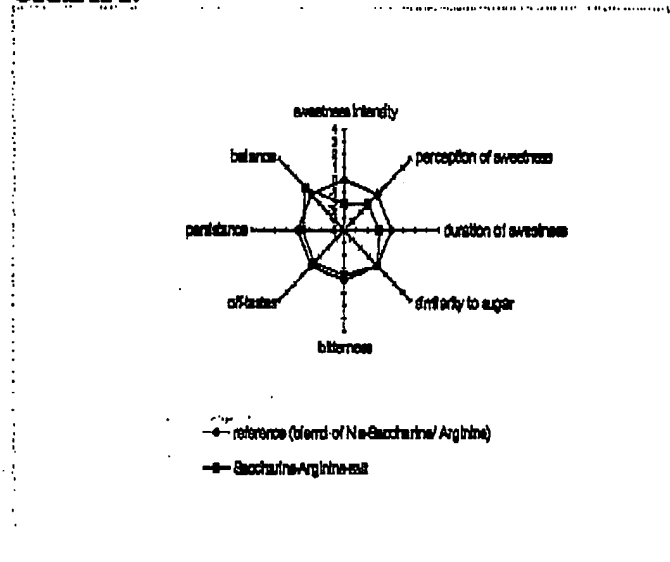 sweetness intensity
balance
perception of sweetness
persistance
duration of sweetness
off-tastes
similarity to sugar
bitterness
reference (blend of Na-Saccharine/ Arginine)
Saccharine-Arginine-salt